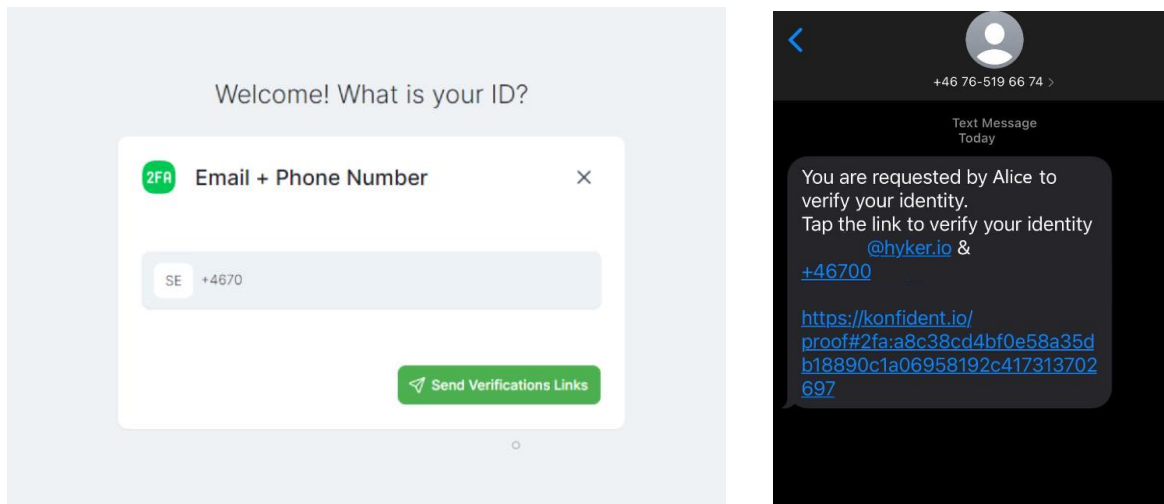 Welcome! What is your ID?
2FA Email + Phone Number
SE +4670
Send Verifications Links
+46 76-519 66 74
Text Message
Today
You are requested by Alice to
verify your identity.
Tap the link to verify your identity
@hyker.io &
+46700
https://konfident.io/
proof#2fa:a8c38cd4bf0e58a35d
b18890c1a06958192c417313702
697